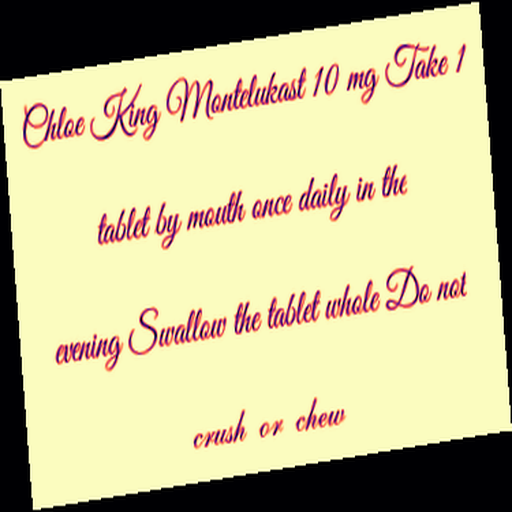 Chloe King Montelukast 10 mg Take 1
tablet by mouth once daily in the
evening Swallow the tablet whole Do not
crush or chew